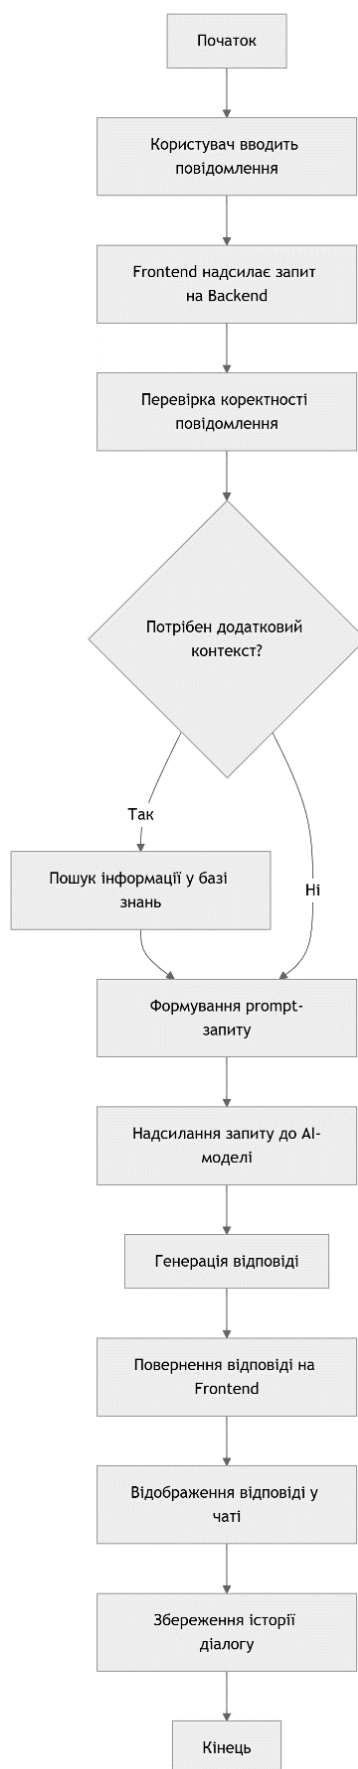 Початок
Користувач вводить
повідомлення
Frontend надсилає запит
на Backend
Перевірка коректності
повідомлення
Потрібен додатковий
контекст?
Так
Пошук інформації у базі
знань
Ні
Формування prompt-
запиту
Надсилання запиту до AI-
моделі
Генерація відповіді
Повернення відповіді на
Frontend
Відображення відповіді у
чаті
Збереження історії
діалогу
Кінець